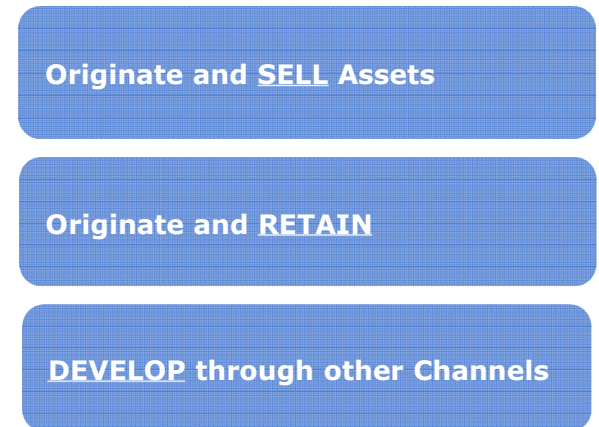 Originate and SELL Assets
Originate and RETAIN
DEVELOP through other Channels